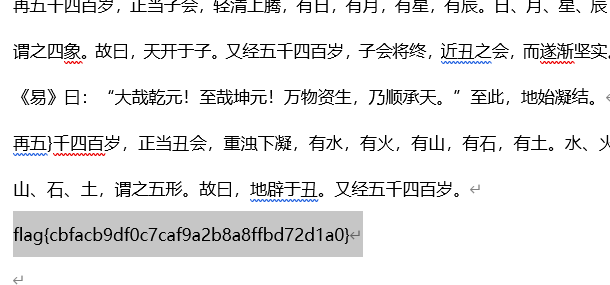 再五千四百岁，正当子会，轻清上腾，有日，有月，有星，有辰。日、月、星、辰
谓之四象。故曰，天开于子。又经五千四百岁，子会将终，近丑之会，而遂渐坚实。
《易》曰：“大哉乾元！至哉坤元！万物资生，乃顺承天。”至此，地始凝结。
再五}千四百岁，正当丑会，重浊下凝，有水，有火，有山，有石，有土。水、火
山、石、土，谓之五形。故曰，地辟于丑。又经五千四百岁。
flag{cbfacb9df0c7caf9a2b8a8ffbd72d1a0}